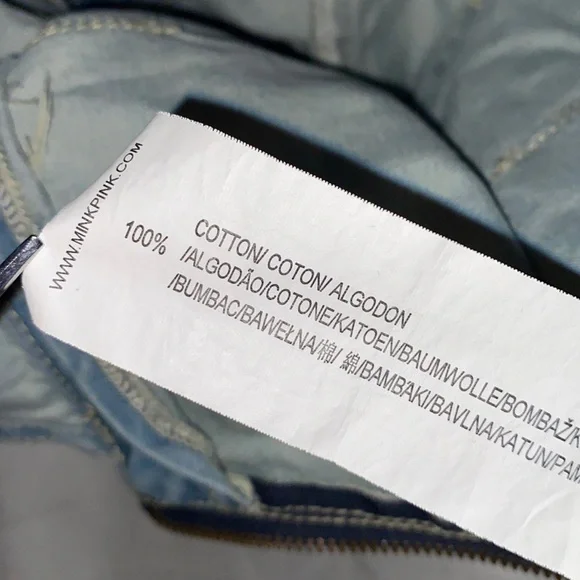 WWW.MINKPINK.COM
100% COTTON/ COTON/ ALGODON
/ALGODÃO/COTONE/KATOEN/BAUMWOLLE/BOMBAŽ/K
/BUMBAC/BAWEŁNA/棉/ 綿/BAMBAKI/BAVLNA/KATUN/PAM